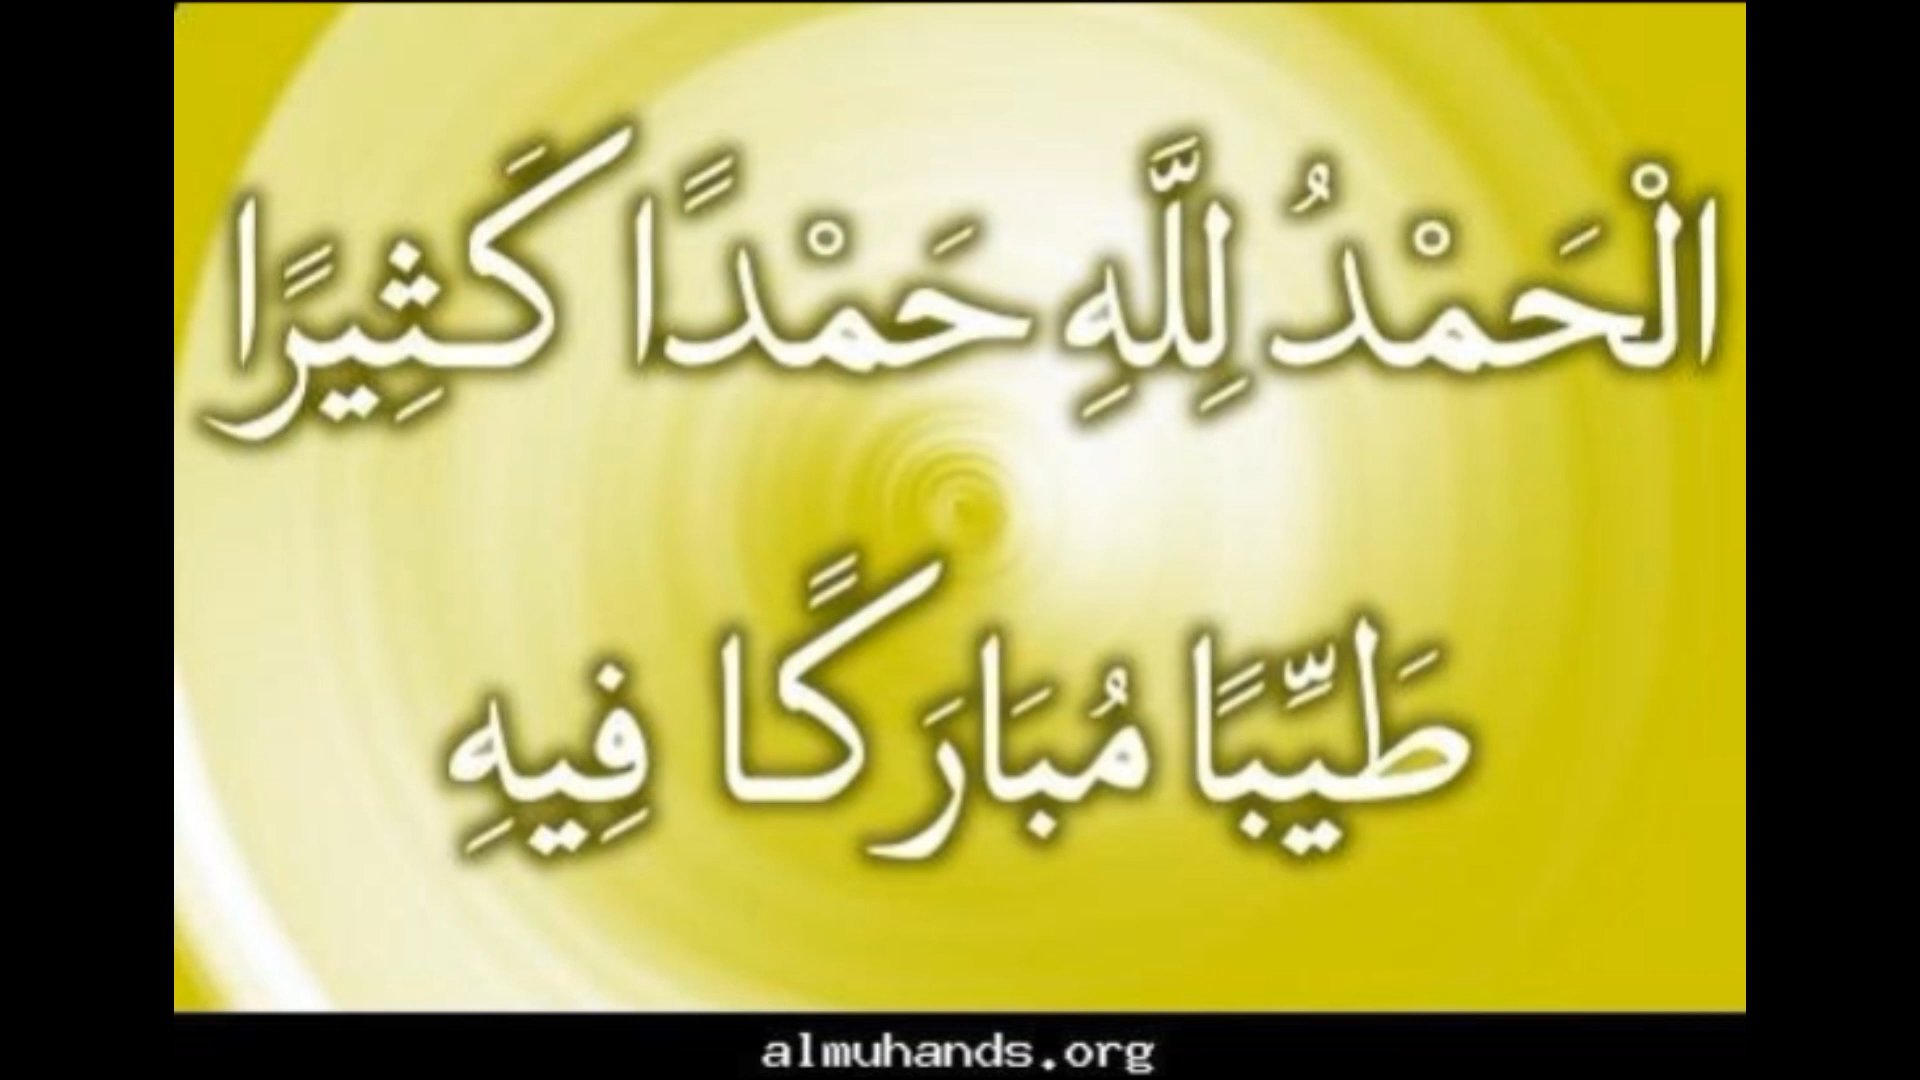 الْحَمْدُ لِلَّهِ حَمْدًا كَثِيرًا
طَيِّبًا مُبَارَكًا فِيهِ
almuhands.org